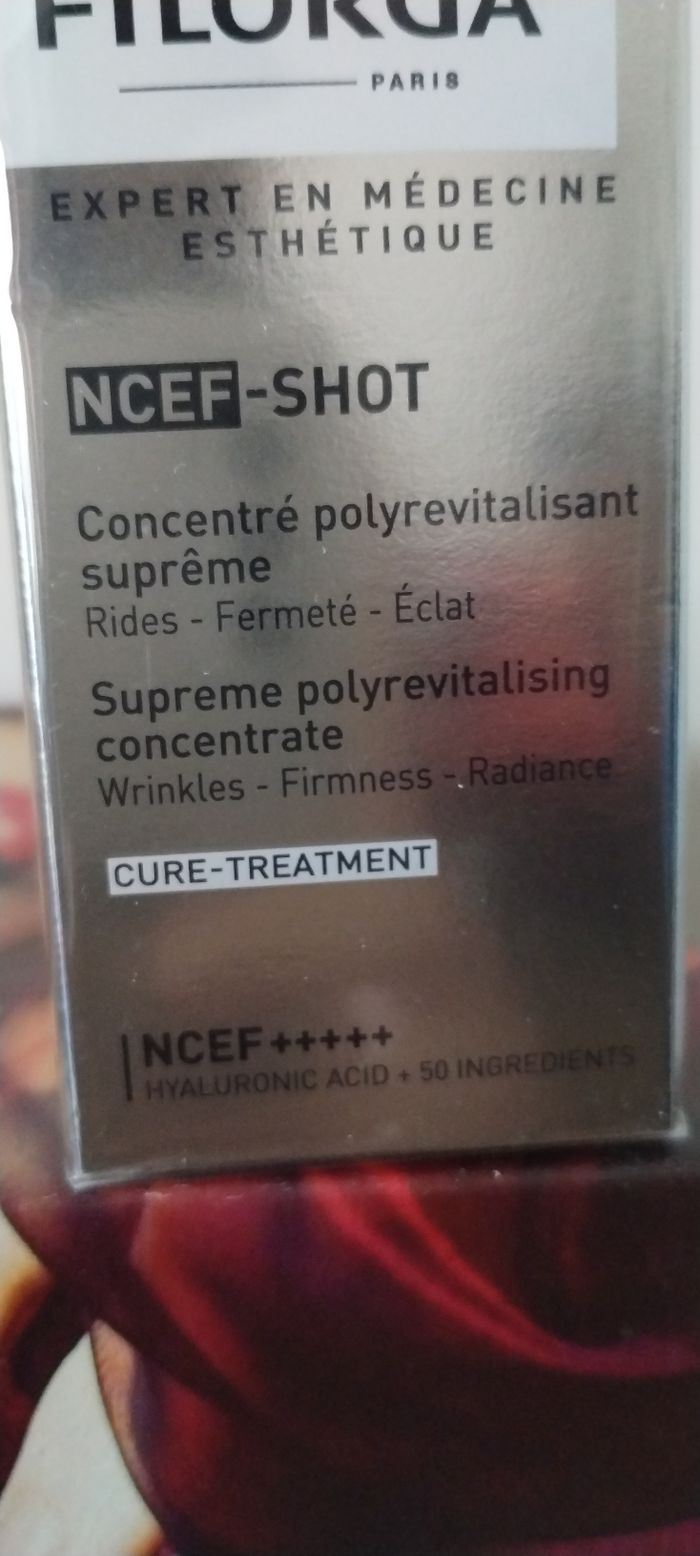 FILORGA
PARIS
EXPERT EN MÉDECINE
ESTHÉTIQUE
NCEF-SHOT
Concentré polyrevitalisant
suprême
Rides - Fermeté - Éclat
Supreme polyrevitalising
concentrate
Wrinkles - Firmness - Radiance
CURE-TREATMENT
NCEF+++++
HYALURONIC ACID + 50 INGREDIENTS